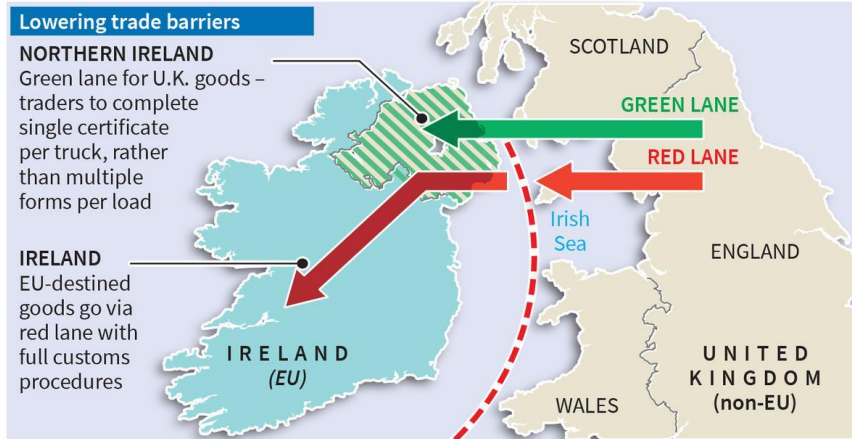 Lowering trade barriers
NORTHERN IRELAND
Green lane for U.K. goods –
traders to complete
single certificate
per truck, rather
than multiple
forms per load
IRELAND
EU-destined
goods go via
red lane with
full customs
procedures
SCOTLAND
GREEN LANE
RED LANE
Irish
Sea
ENGLAND
IRELAND
(EU)
UNITED
KINGDOM
(non-EU)
WALES